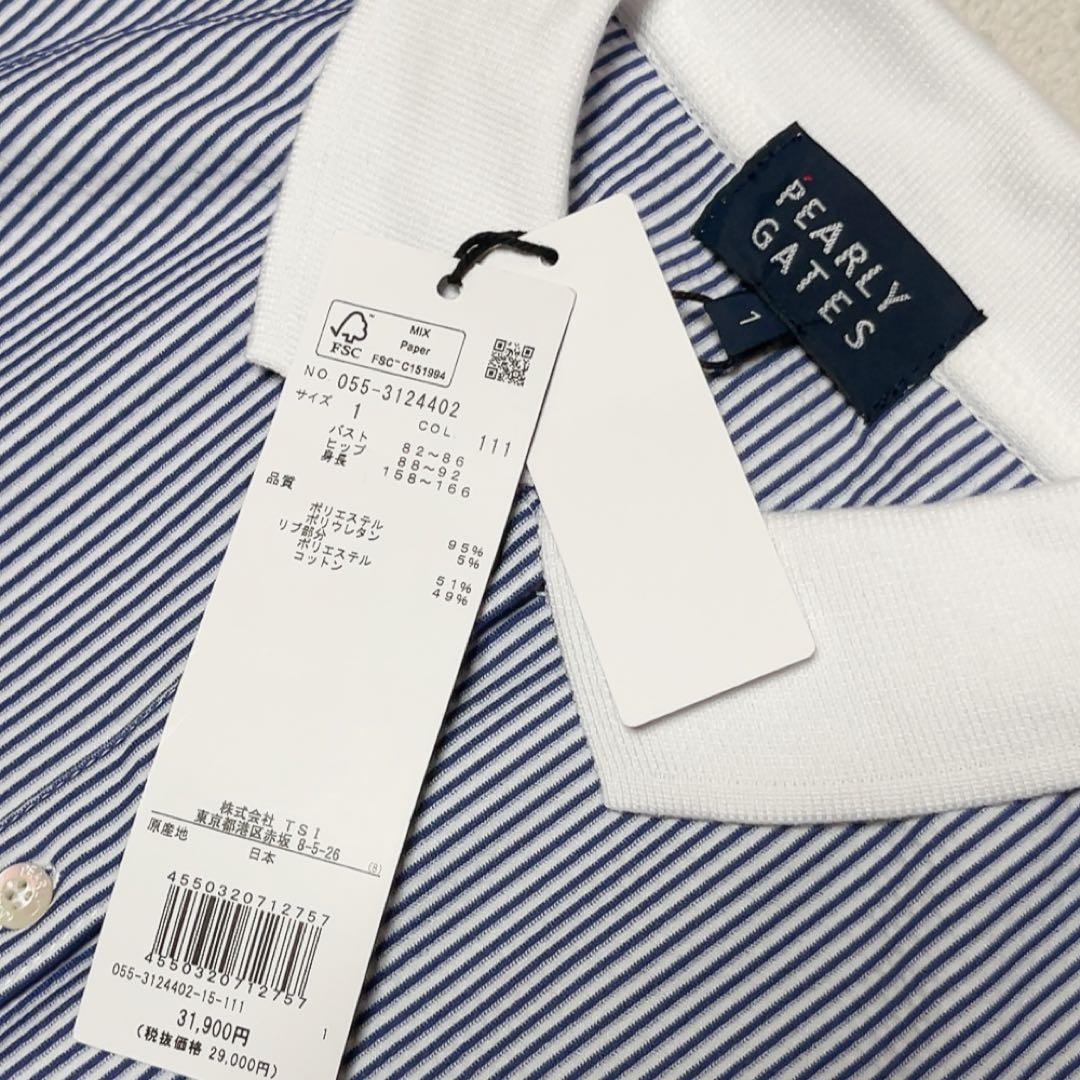 MIX
Paper
FSC™ C151994
FSC™
NO. 055-3124402
サイズ 1 COL. 111
バスト 82～86
ヒップ 88～92
身長 158～166
品質
ポリエステル 95%
ポリウレタン 5%
リブ部分
ポリエステル 51%
コットン 49%
株式会社 TSI
東京都港区赤坂 8-5-26
(8)
原産地 日本
4550320712757
4550320712757
055-3124402-15-111
31,900円 1
(税抜価格 29,000円)
PEARLY
GATES
1